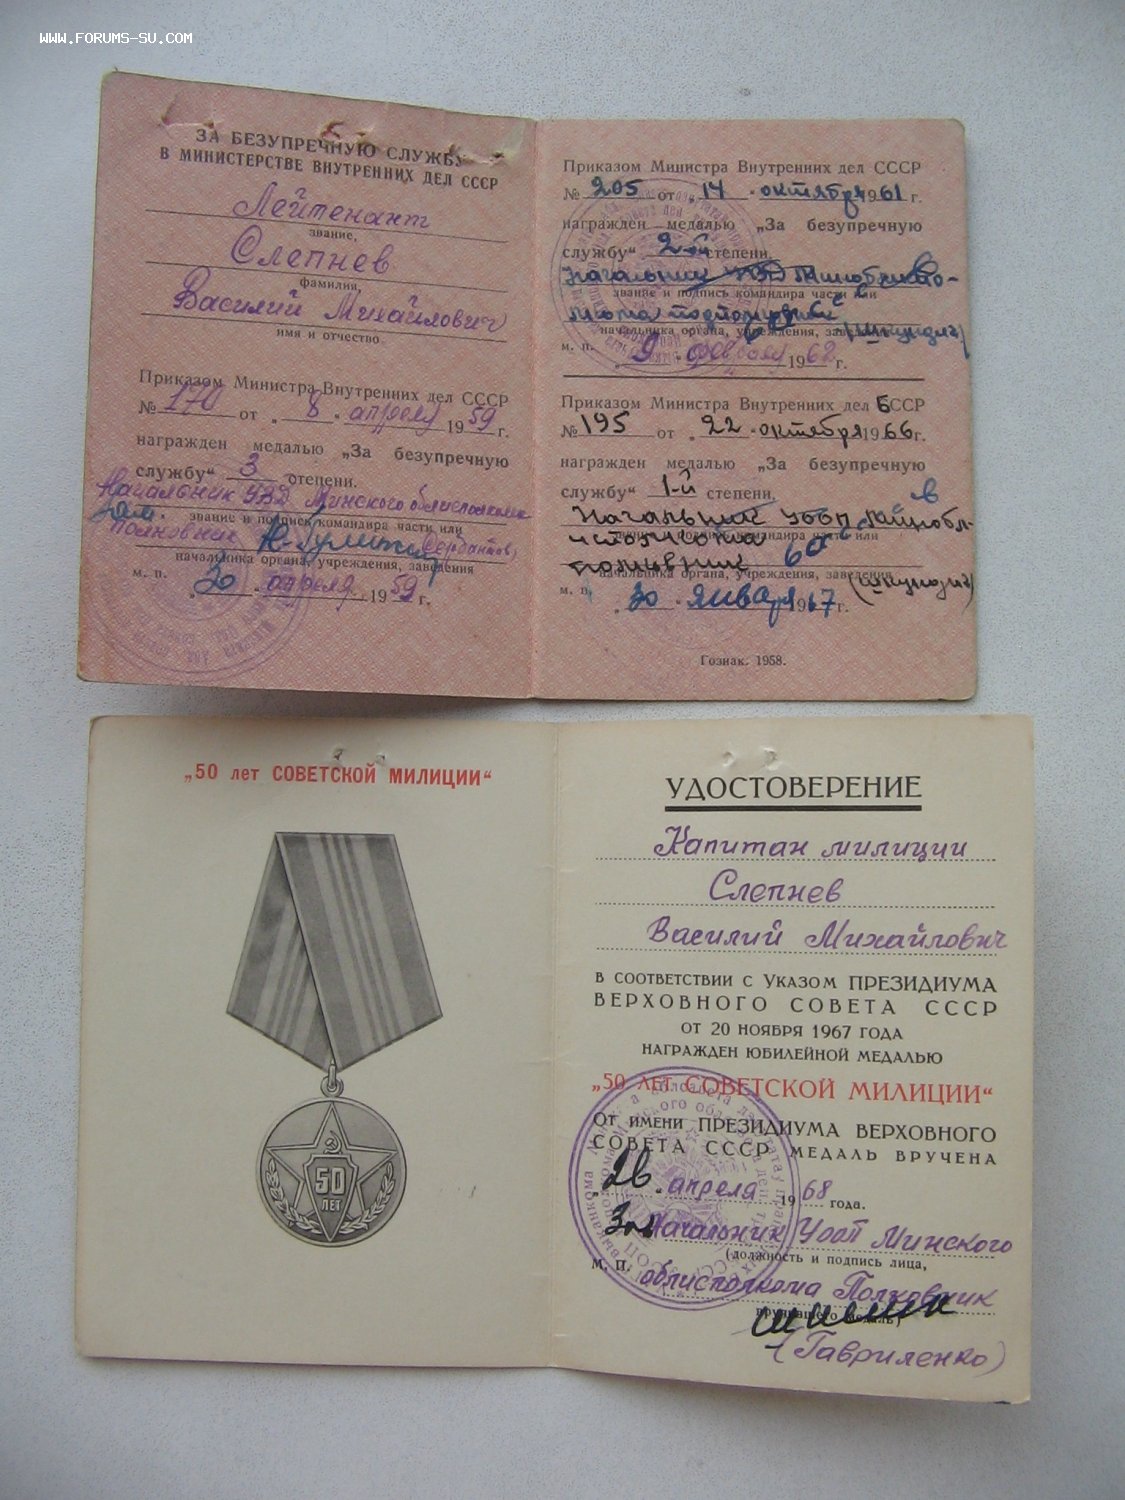 WWW.FORUMS-SU.COM
ЗА БЕЗУПРЕЧНУЮ СЛУЖБУ
В МИНИСТЕРСТВЕ ВНУТРЕННИХ ДЕЛ СССР
Лейтенант
звание,
Слепнев
фамилия,
Василий Михайлович
имя и отчество
Приказом Министра Внутренних дел СССР
№ 170 от „8“ апреля 1959 г.
награжден медалью „За безупречную
службу“ 3 степени.
Начальник УВД Минского облисполкома
Зам. звание и подпись командира части или
полковник
начальника органа, учреждения, заведения
м. п. „30“ апреля 1959 г.
Приказом Министра Внутренних дел СССР
№ 205 от „14“ октября 1961 г.
награжден медалью „За безупречную
службу“ 2-й степени.
Начальник УВД
звание и подпись командира части или
начальника органа, учреждения, заведения
м. п. „9“ февраля 1962 г.
Приказом Министра Внутренних дел БССР
№ 195 от „22“ октября 1966 г.
награжден медалью „За безупречную
службу“ 1-й степени.
Начальник УООП
полковник
начальника органа, учреждения, заведения
м. п. „30“ января 1967 г.
Гознак. 1958.
„50 лет СОВЕТСКОЙ МИЛИЦИИ“
50
ЛЕТ
УДОСТОВЕРЕНИЕ
Капитан милиции
Слепнев
Василий Михайлович
В СООТВЕТСТВИИ С УКАЗОМ ПРЕЗИДИУМА
ВЕРХОВНОГО СОВЕТА СССР
ОТ 20 НОЯБРЯ 1967 ГОДА
НАГРАЖДЕН ЮБИЛЕЙНОЙ МЕДАЛЬЮ
„50 ЛЕТ СОВЕТСКОЙ МИЛИЦИИ“
ОТ ИМЕНИ ПРЕЗИДИУМА ВЕРХОВНОГО
СОВЕТА СССР МЕДАЛЬ ВРУЧЕНА
„26“ апреля 1968 года.
Начальник УООП Минского
(должность и подпись лица,
М. П. облисполкома Полковник
вручившего медаль)
(Гавриленко)